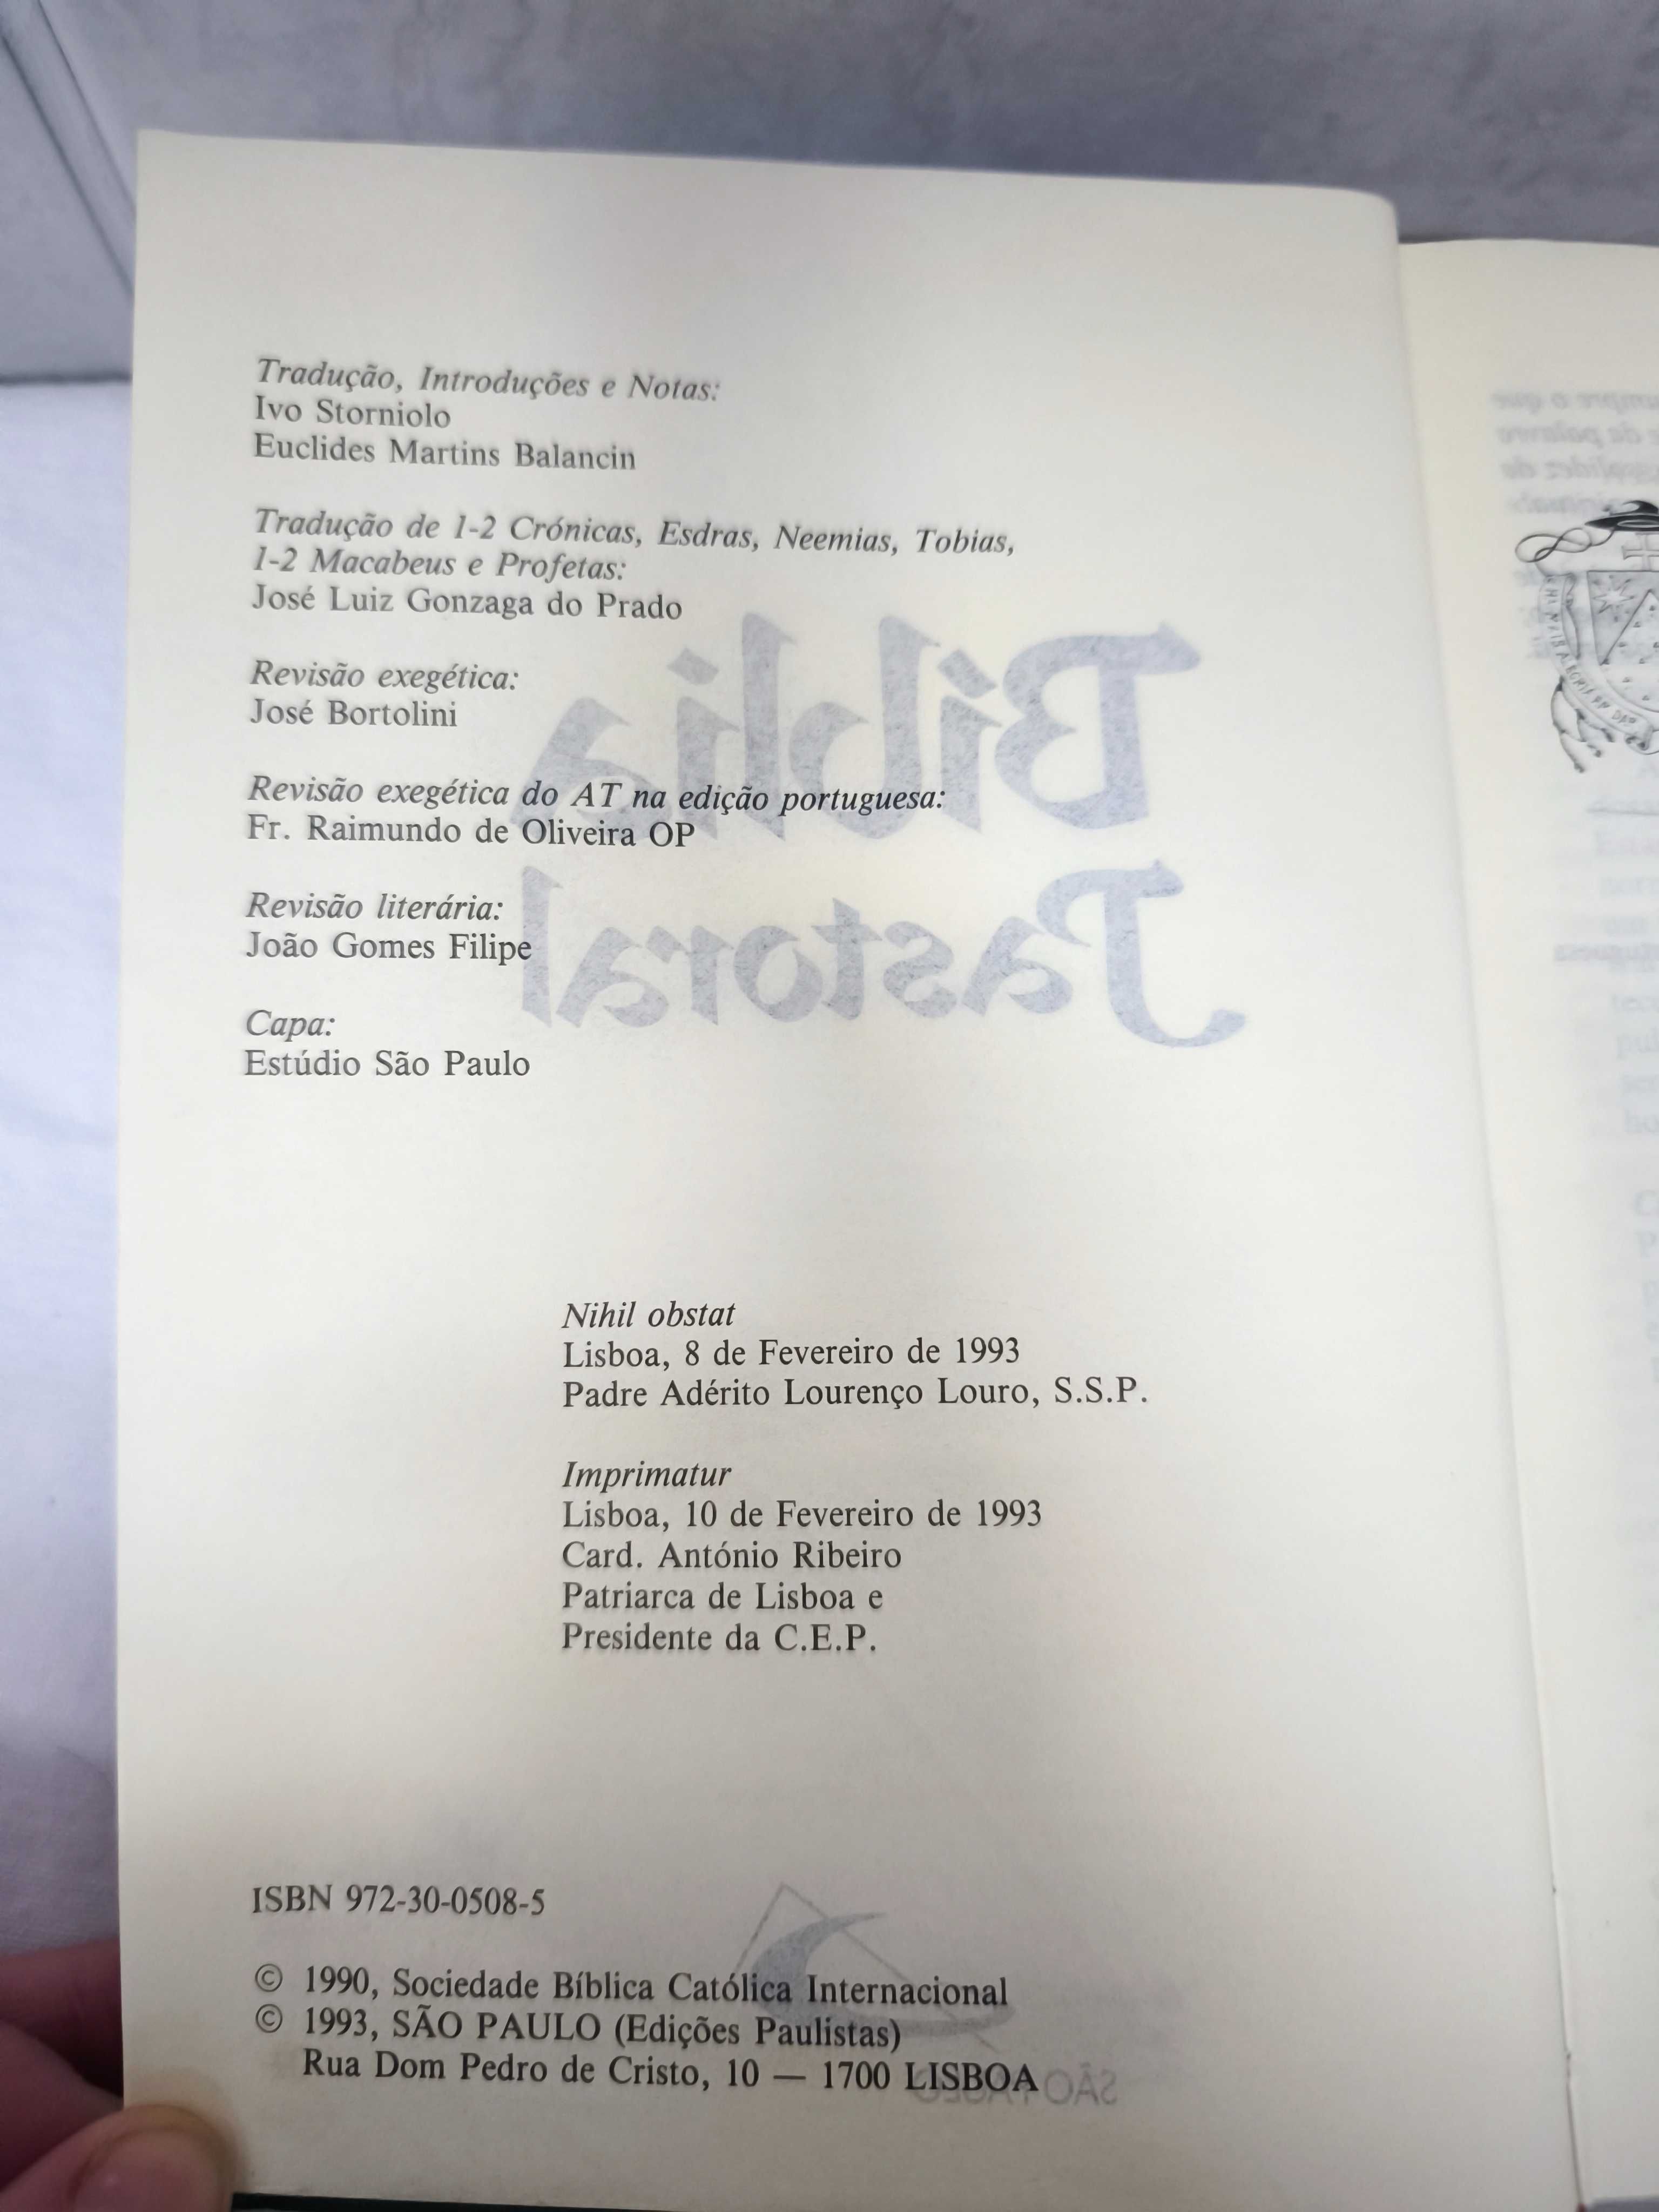 Tradução, Introduções e Notas:
Ivo Storniolo
Euclides Martins Balancin
Tradução de 1-2 Crónicas, Esdras, Neemias, Tobias,
1-2 Macabeus e Profetas:
José Luiz Gonzaga do Prado
Revisão exegética:
José Bortolini
Revisão exegética do AT na edição portuguesa:
Fr. Raimundo de Oliveira OP
Revisão literária:
João Gomes Filipe
Capa:
Estúdio São Paulo
Bíblia
Pastoral
Nihil obstat
Lisboa, 8 de Fevereiro de 1993
Padre Adérito Lourenço Louro, S.S.P.
Imprimatur
Lisboa, 10 de Fevereiro de 1993
Card. António Ribeiro
Patriarca de Lisboa e
Presidente da C.E.P.
ISBN 972-30-0508-5
© 1990, Sociedade Bíblica Católica Internacional
© 1993, SÃO PAULO (Edições Paulistas)
Rua Dom Pedro de Cristo, 10 — 1700 LISBOA
SÃO PAULO